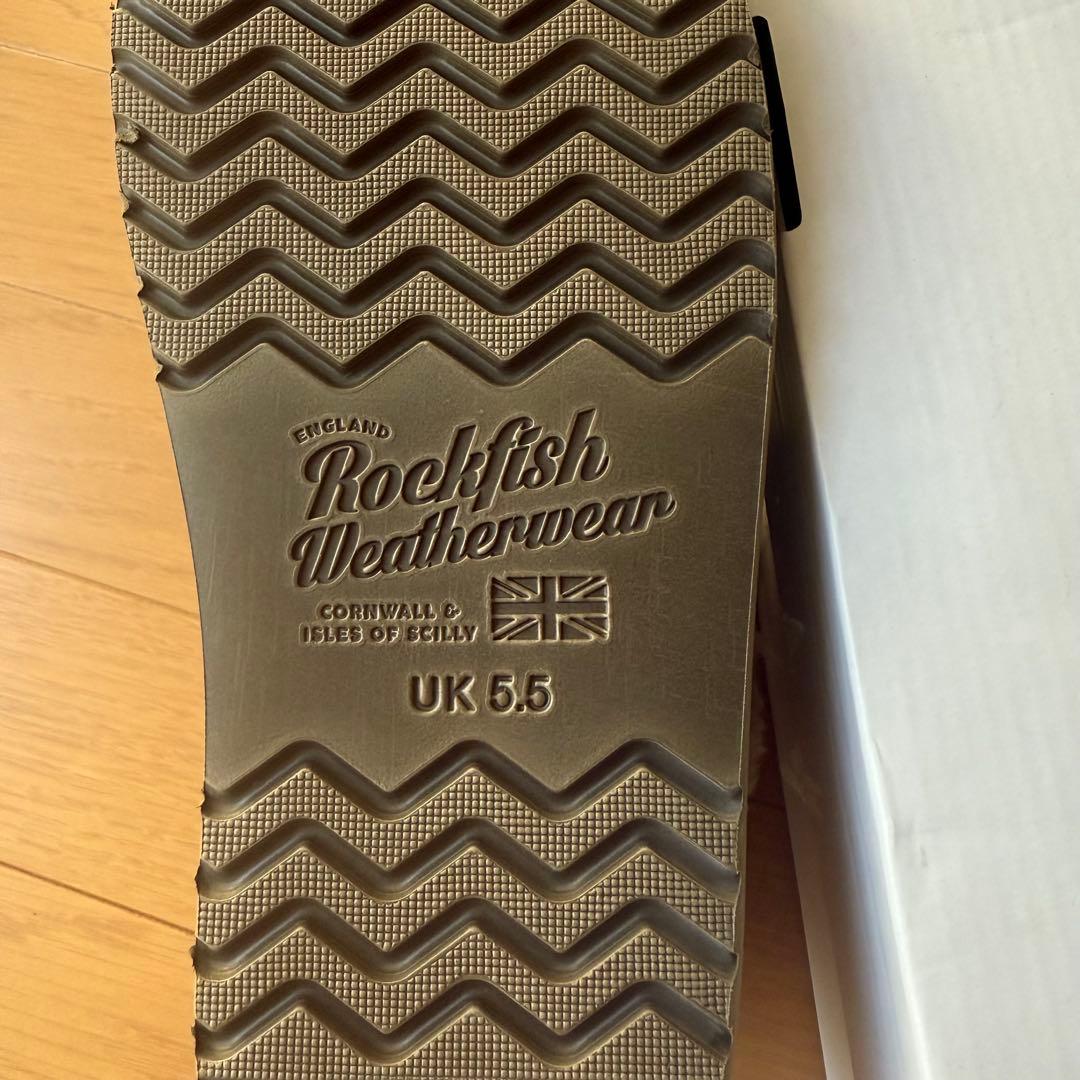 ENGLAND
Rockfish
Weatherwear
CORNWALL &
ISLES OF SCILLY
UK 5.5